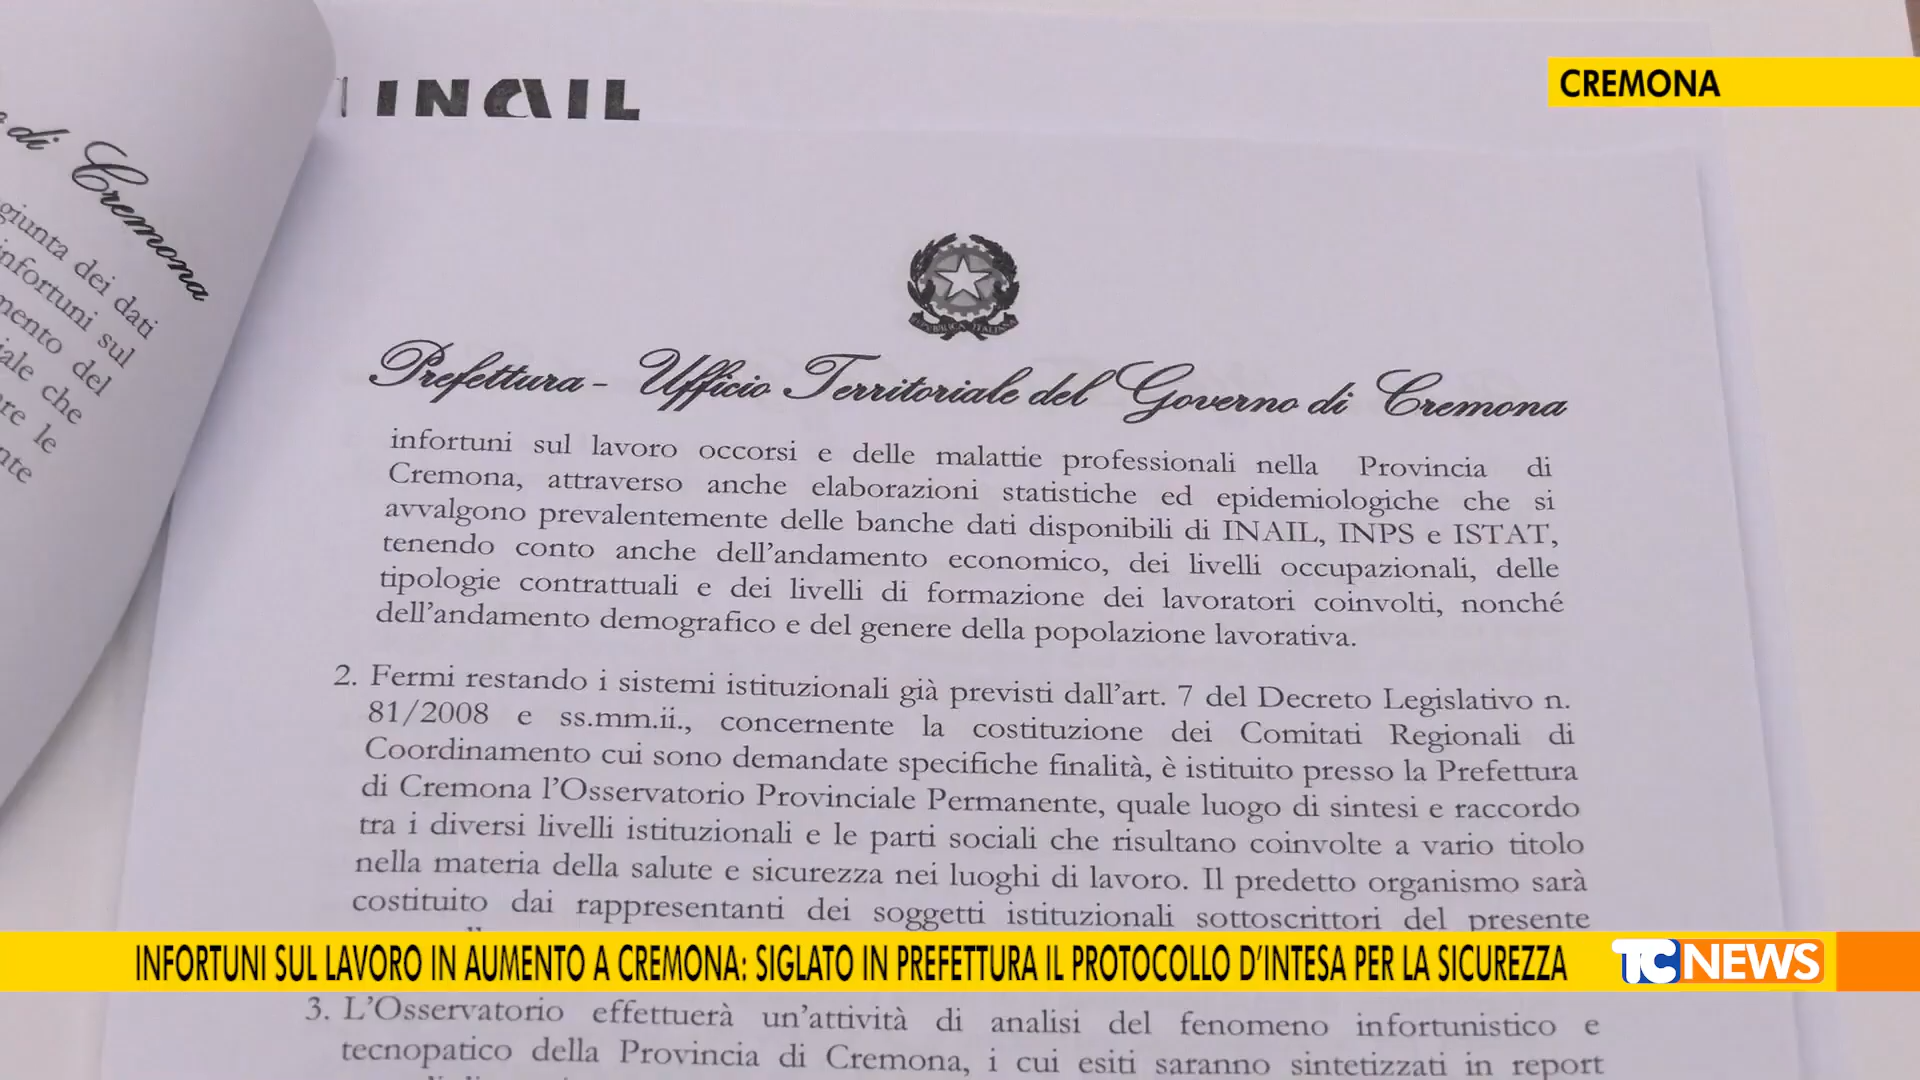 CREMONA
INAIL
di Cremona
giunta dei dati
infortuni sul
mento del
iale che
re le
nte
REPVBBLICA ITALIANA
Prefettura - Ufficio Territoriale del Governo di Cremona
infortuni sul lavoro occorsi e delle malattie professionali nella Provincia di
Cremona, attraverso anche elaborazioni statistiche ed epidemiologiche che si
avvalgono prevalentemente delle banche dati disponibili di INAIL, INPS e ISTAT,
tenendo conto anche dell'andamento economico, dei livelli occupazionali, delle
tipologie contrattuali e dei livelli di formazione dei lavoratori coinvolti, nonché
dell'andamento demografico e del genere della popolazione lavorativa.
2. Fermi restando i sistemi istituzionali già previsti dall'art. 7 del Decreto Legislativo n.
81/2008 e ss.mm.ii., concernente la costituzione dei Comitati Regionali di
Coordinamento cui sono demandate specifiche finalità, è istituito presso la Prefettura
di Cremona l'Osservatorio Provinciale Permanente, quale luogo di sintesi e raccordo
tra i diversi livelli istituzionali e le parti sociali che risultano coinvolte a vario titolo
nella materia della salute e sicurezza nei luoghi di lavoro. Il predetto organismo sarà
costituito dai rappresentanti dei soggetti istituzionali sottoscrittori del presente
INFORTUNI SUL LAVORO IN AUMENTO A CREMONA: SIGLATO IN PREFETTURA IL PROTOCOLLO D'INTESA PER LA SICUREZZA
TC NEWS
3. L'Osservatorio effettuerà un'attività di analisi del fenomeno infortunistico e
tecnopatico della Provincia di Cremona, i cui esiti saranno sintetizzati in report